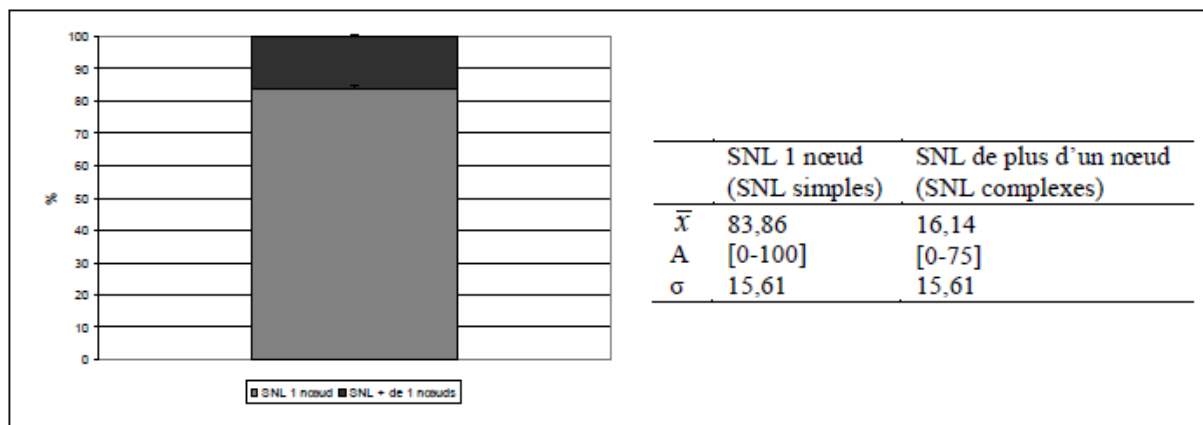 100
90
80
70
60
50
40
30
20
10
0
%
SNL 1 nœud SNL + de 1 nœuds
SNL 1 nœud SNL de plus d'un nœud
(SNL simples) (SNL complexes)
x̅ 83,86 16,14
A [0-100] [0-75]
σ 15,61 15,61